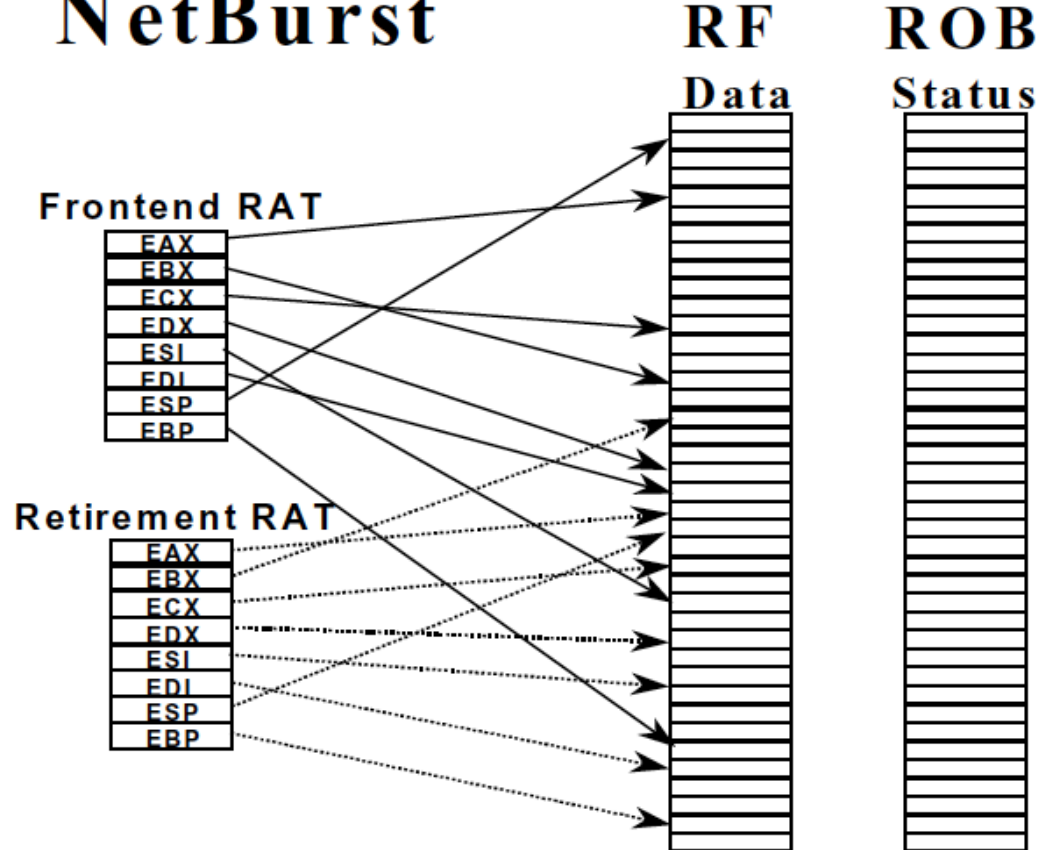 NetBurst
RF
ROB
Data
Status
Frontend RAT
EAX
EBX
ECX
EDX
ESI
EDI
ESP
EBP
Retirement RAT
EAX
EBX
ECX
EDX
ESI
EDI
ESP
EBP